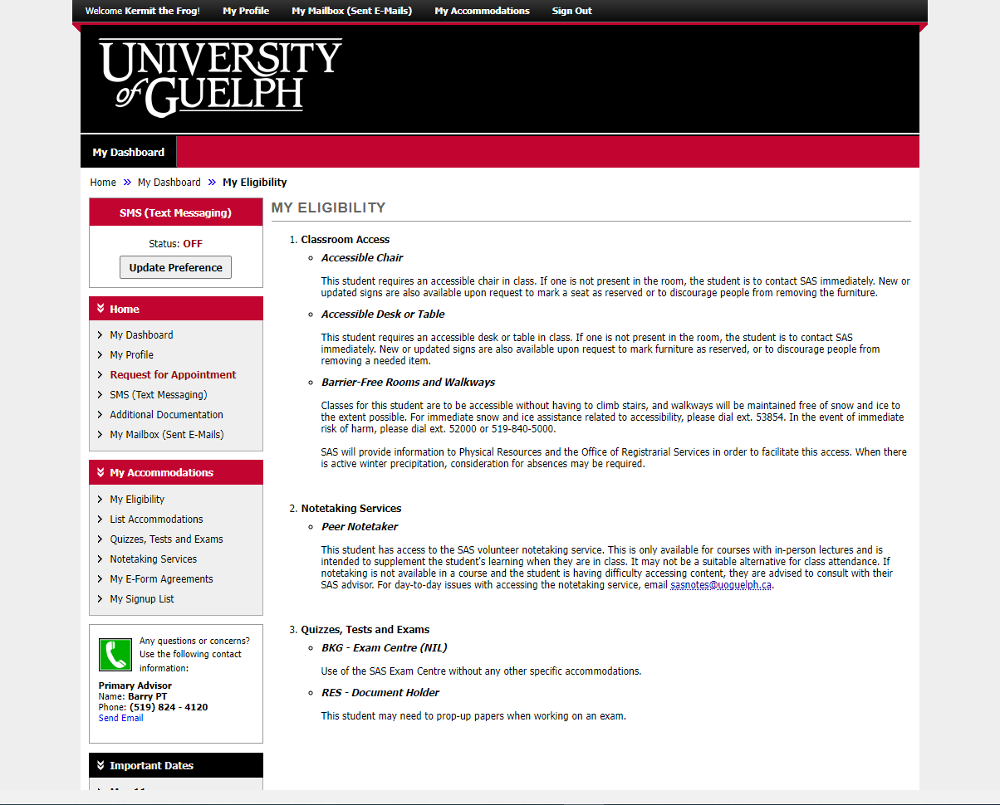 Welcome Kermit the Frog! My Profile My Mailbox (Sent E-Mails) My Accommodations Sign Out
UNIVERSITY
of GUELPH
My Dashboard
Home » My Dashboard » My Eligibility
SMS (Text Messaging)
Status: OFF
Update Preference
Home
My Dashboard
My Profile
Request for Appointment
SMS (Text Messaging)
Additional Documentation
My Mailbox (Sent E-Mails)
My Accommodations
My Eligibility
List Accommodations
Quizzes, Tests and Exams
Notetaking Services
My E-Form Agreements
My Signup List
Any questions or concerns?
Use the following contact
information:
Primary Advisor
Name: Barry PT
Phone: (519) 824 - 4120
Send Email
Important Dates
MY ELIGIBILITY
1. Classroom Access
Accessible Chair
This student requires an accessible chair in class. If one is not present in the room, the student is to contact SAS immediately. New or
updated signs are also available upon request to mark a seat as reserved or to discourage people from removing the furniture.
Accessible Desk or Table
This student requires an accessible desk or table in class. If one is not present in the room, the student is to contact SAS
immediately. New or updated signs are also available upon request to mark furniture as reserved, or to discourage people from
removing a needed item.
Barrier-Free Rooms and Walkways
Classes for this student are to be accessible without having to climb stairs, and walkways will be maintained free of snow and ice to
the extent possible. For immediate snow and ice assistance related to accessibility, please dial ext. 53854. In the event of immediate
risk of harm, please dial ext. 52000 or 519-840-5000.
SAS will provide information to Physical Resources and the Office of Registrarial Services in order to facilitate this access. When there
is active winter precipitation, consideration for absences may be required.
2. Notetaking Services
Peer Notetaker
This student has access to the SAS volunteer notetaking service. This is only available for courses with in-person lectures and is
intended to supplement the student's learning when they are in class. It may not be a suitable alternative for class attendance. If
notetaking is not available in a course and the student is having difficulty accessing content, they are advised to consult with their
SAS advisor. For day-to-day issues with accessing the notetaking service, email sasnotes@uoguelph.ca.
3. Quizzes, Tests and Exams
BKG - Exam Centre (NIL)
Use of the SAS Exam Centre without any other specific accommodations.
RES - Document Holder
This student may need to prop-up papers when working on an exam.